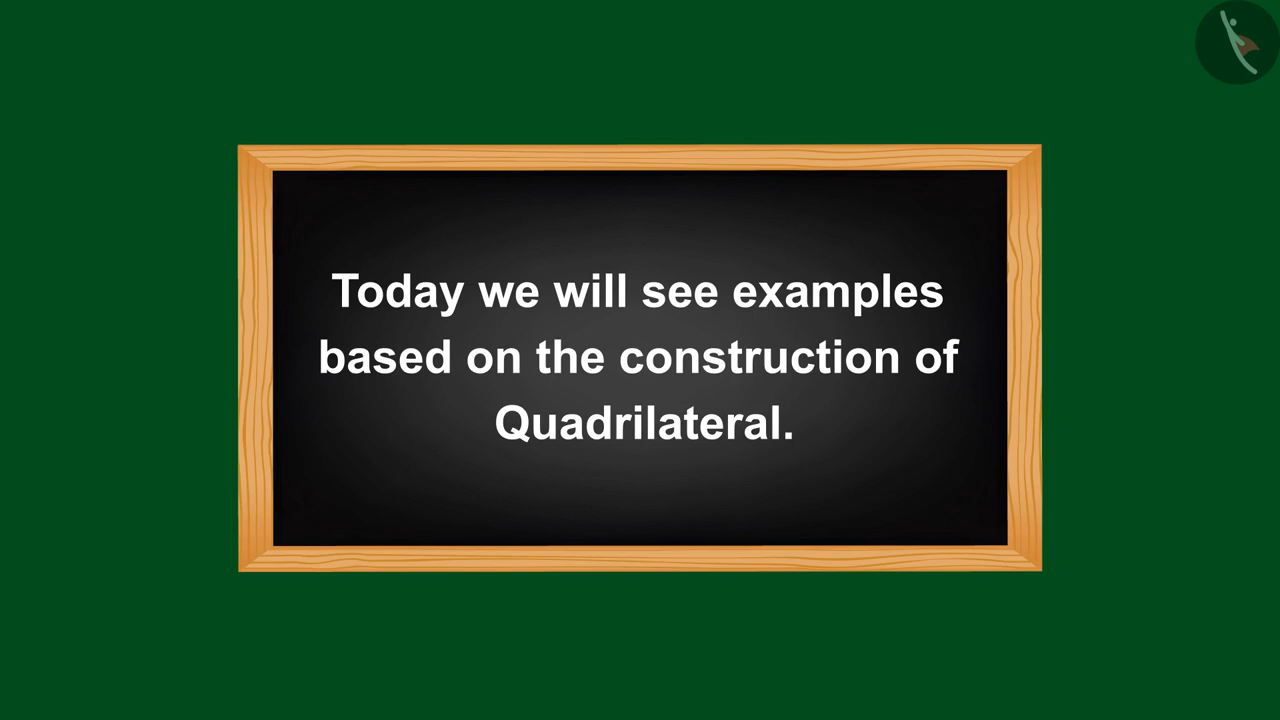 Today we will see examples
based on the construction of
Quadrilateral.